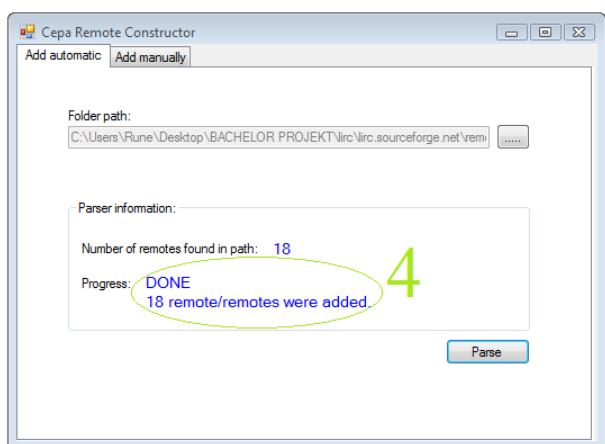 Cepa Remote Constructor
Add automatic Add manually
Folder path:
C:\Users\Rune\Desktop\BACHELOR PROJEKT\lirc\lirc.sourceforge.net\rem .....
Parser information:
Number of remotes found in path: 18
Progress: DONE
18 remote/remotes were added.
4
Parse